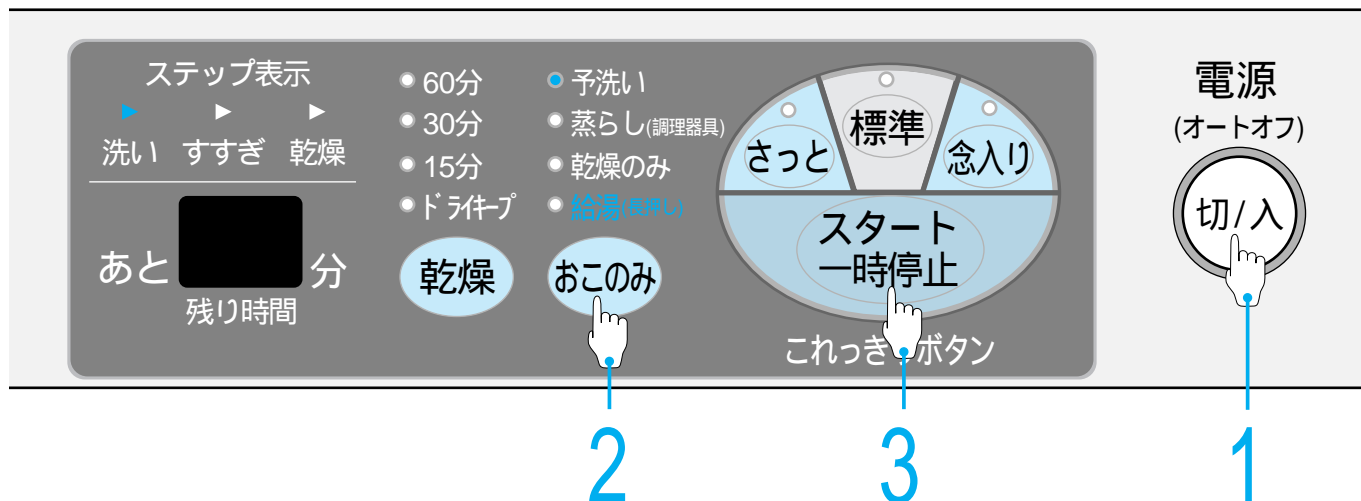 ステップ表示
洗い すすぎ 乾燥
あと 分
残り時間
60分
30分
15分
ドライキープ
乾燥
予洗い
蒸らし(調理器具)
乾燥のみ
給湯(長押し)
おこのみ
さっと
標準
念入り
スタート
一時停止
これっきりボタン
電源
(オートオフ)
切/入
2
3
1